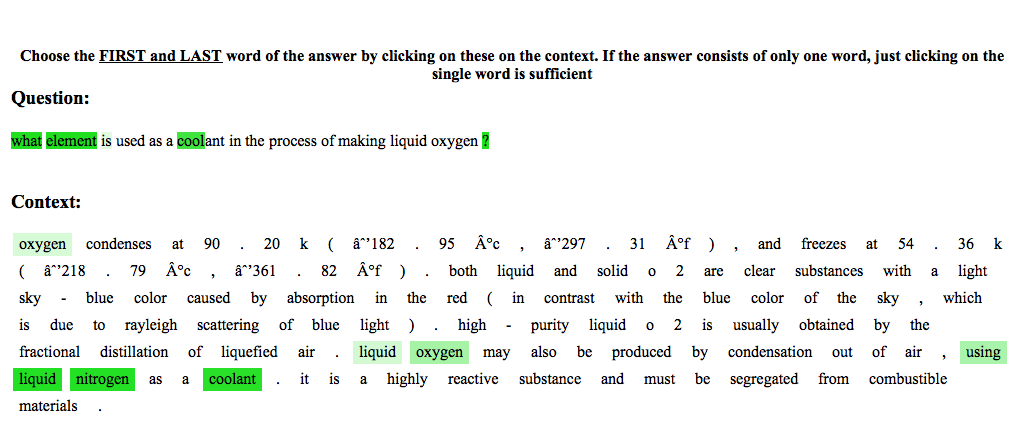 Choose the FIRST and LAST word of the answer by clicking on these on the context. If the answer consists of only one word, just clicking on the
single word is sufficient
Question:
what element is used as a coolant in the process of making liquid oxygen ?
Context:
oxygen condenses at 90 . 20 k ( âˆ’182 . 95 Â°c , âˆ’297 . 31 Â°f ) , and freezes at 54 . 36 k
( âˆ’218 . 79 Â°c , âˆ’361 . 82 Â°f ) . both liquid and solid o 2 are clear substances with a light
sky - blue color caused by absorption in the red ( in contrast with the blue color of the sky , which
is due to rayleigh scattering of blue light ) . high - purity liquid o 2 is usually obtained by the
fractional distillation of liquefied air . liquid oxygen may also be produced by condensation out of air , using
liquid nitrogen as a coolant . it is a highly reactive substance and must be segregated from combustible
materials .